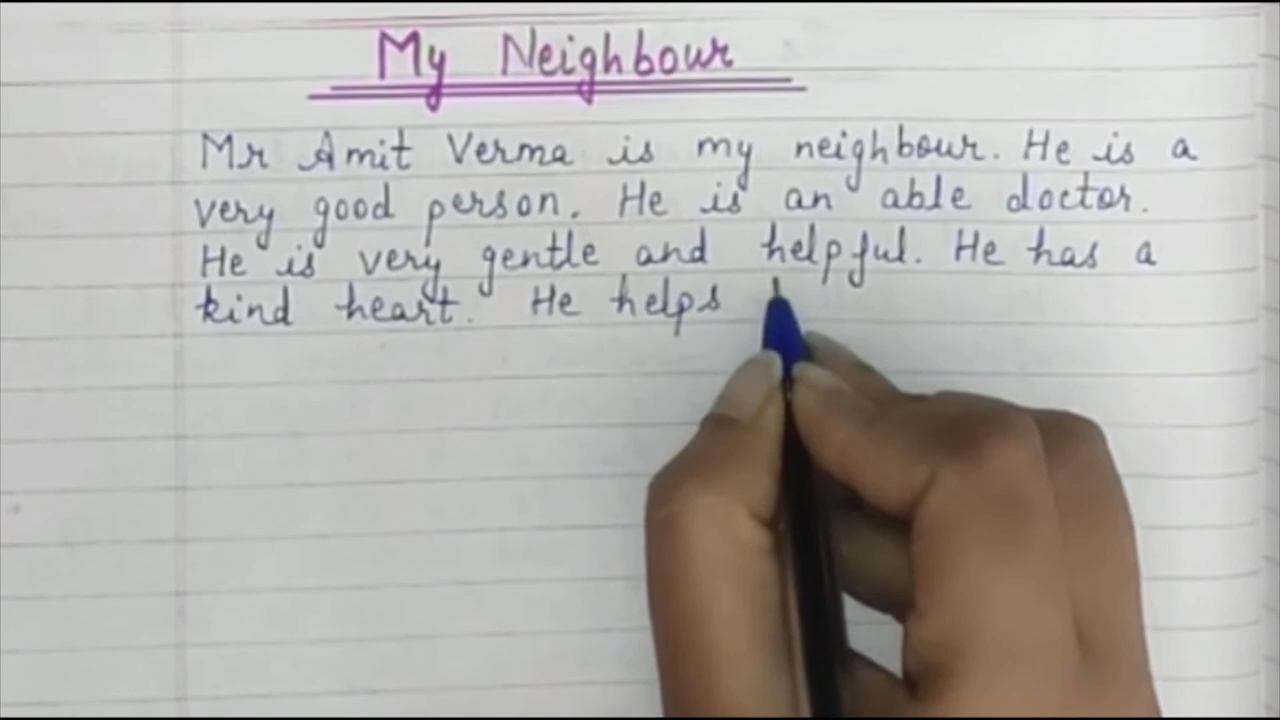 My Neighbour
Mr Amit Verma is my neighbour. He is a
very good person. He is an able doctor.
He is very gentle and helpful. He has a
kind heart. He helps